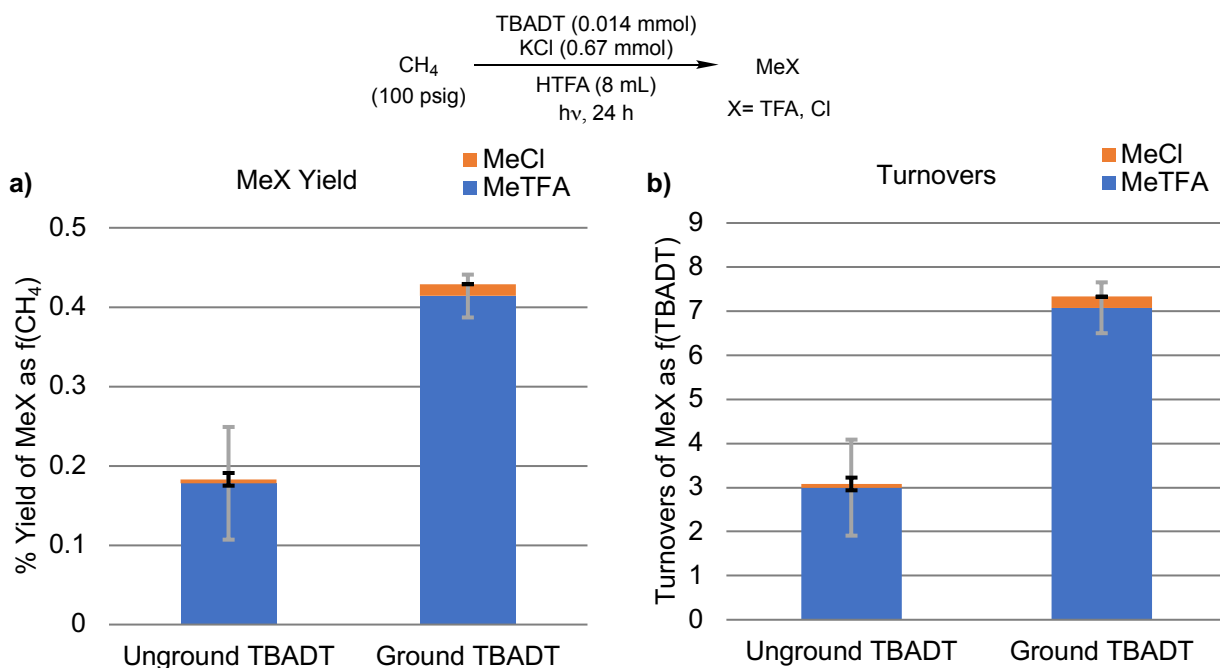 TBADT (0.014 mmol)
KCl (0.67 mmol)
CH₄
(100 psig)
HTFA (8 mL)
hν, 24 h
MeX
X= TFA, Cl
a)
MeX Yield
MeCl
MeTFA
% Yield of MeX as f(CH₄)
0.5
0.4
0.3
0.2
0.1
0
Unground TBADT
Ground TBADT
b)
Turnovers
MeCl
MeTFA
Turnovers of MeX as f(TBADT)
9
8
7
6
5
4
3
2
1
0
Unground TBADT
Ground TBADT